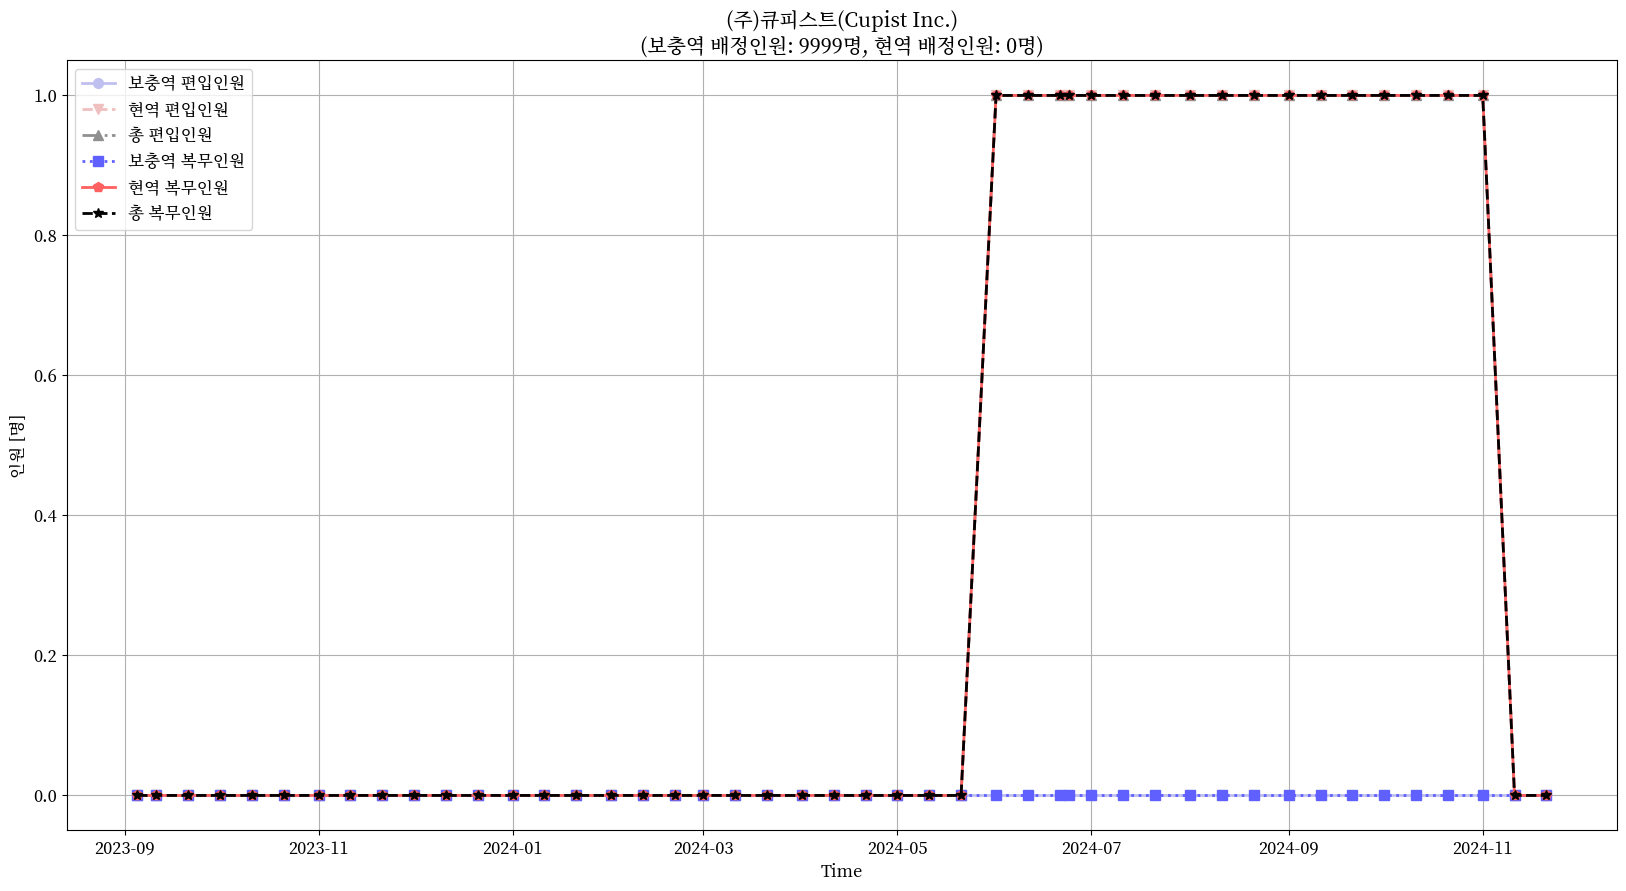 (주)큐피스트(Cupist Inc.)
(보충역 배정인원: 9999명, 현역 배정인원: 0명)
보충역 편입인원
현역 편입인원
총 편입인원
보충역 복무인원
현역 복무인원
총 복무인원
1.0
0.8
0.6
0.4
0.2
0.0
인원 [명]
2023-09 2023-11 2024-01 2024-03 2024-05 2024-07 2024-09 2024-11
Time